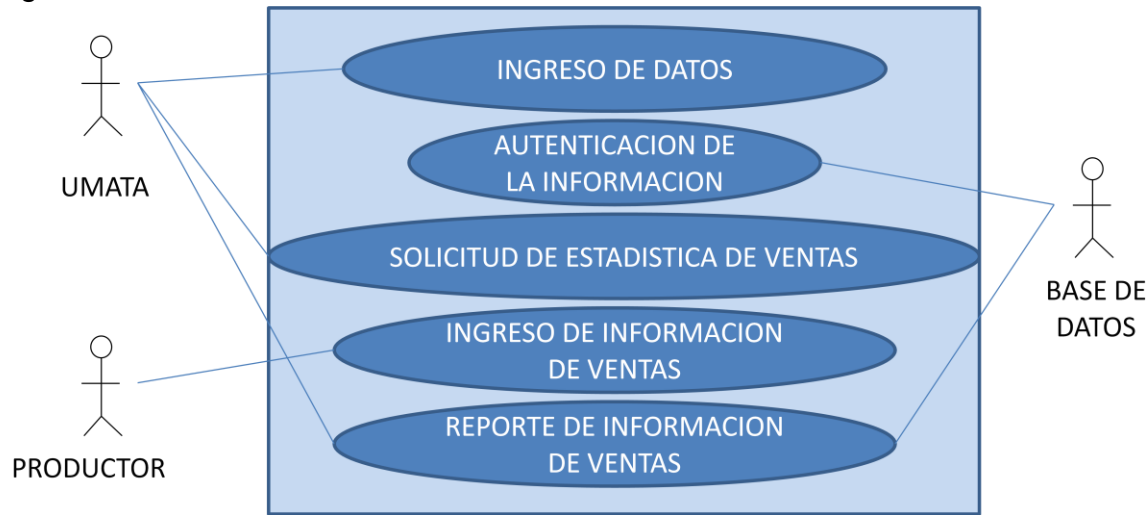 INGRESO DE DATOS
AUTENTICACION DE
LA INFORMACION
UMATA
SOLICITUD DE ESTADISTICA DE VENTAS
BASE DE
DATOS
INGRESO DE INFORMACION
DE VENTAS
REPORTE DE INFORMACION
DE VENTAS
PRODUCTOR